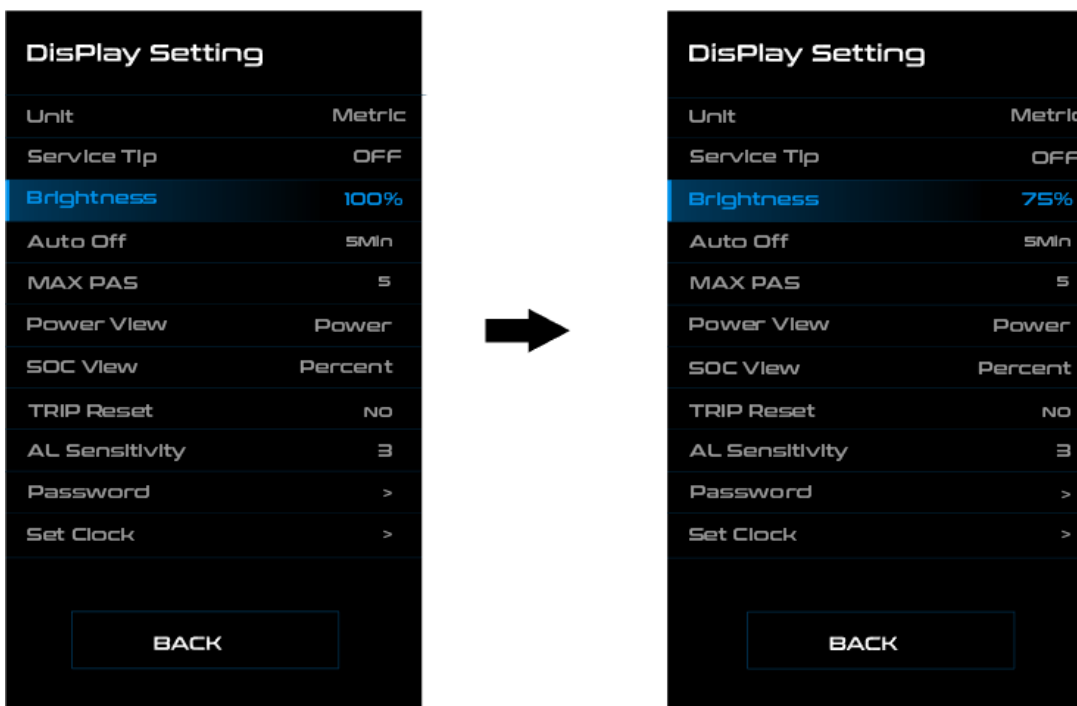 DisPlay Setting
Unit Metric
Service Tip OFF
Brightness 100%
Auto Off 5Min
MAX PAS 5
Power View Power
SOC View Percent
TRIP Reset NO
AL Sensitivity 3
Password >
Set Clock >
BACK
DisPlay Setting
Unit Metric
Service Tip OFF
Brightness 75%
Auto Off 5Min
MAX PAS 5
Power View Power
SOC View Percent
TRIP Reset NO
AL Sensitivity 3
Password >
Set Clock >
BACK